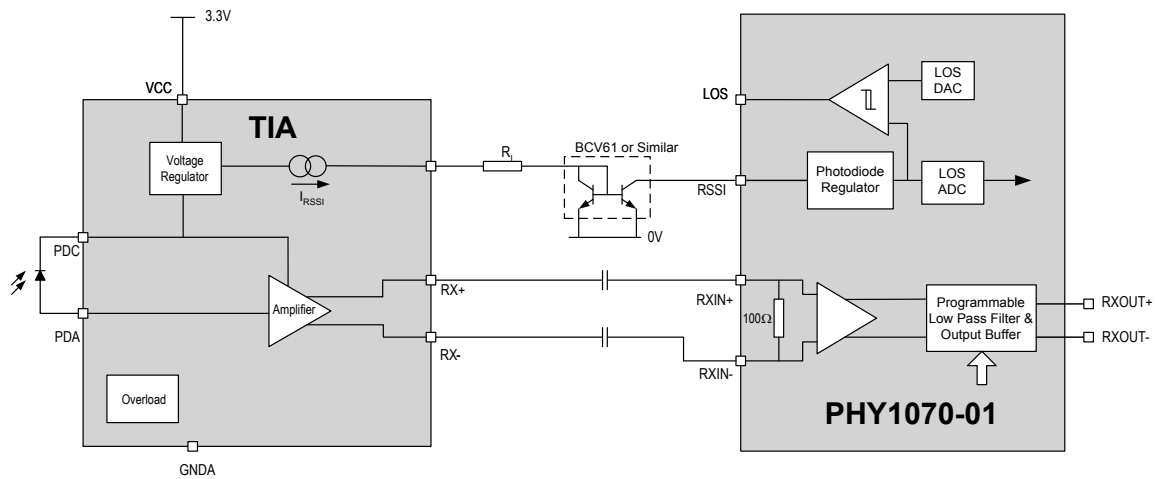 3.3V
VCC
TIA
Voltage
Regulator
IRSSI
PDC
PDA
Amplifier
Overload
GNDA
RX+
RX-
BCV61 or Similar
0V
LOS
RSSI
RXIN+
RXIN-
LOS
DAC
Photodiode
Regulator
LOS
ADC
100Ω
Programmable
Low Pass Filter &
Output Buffer
RXOUT+
RXOUT-
PHY1070-01